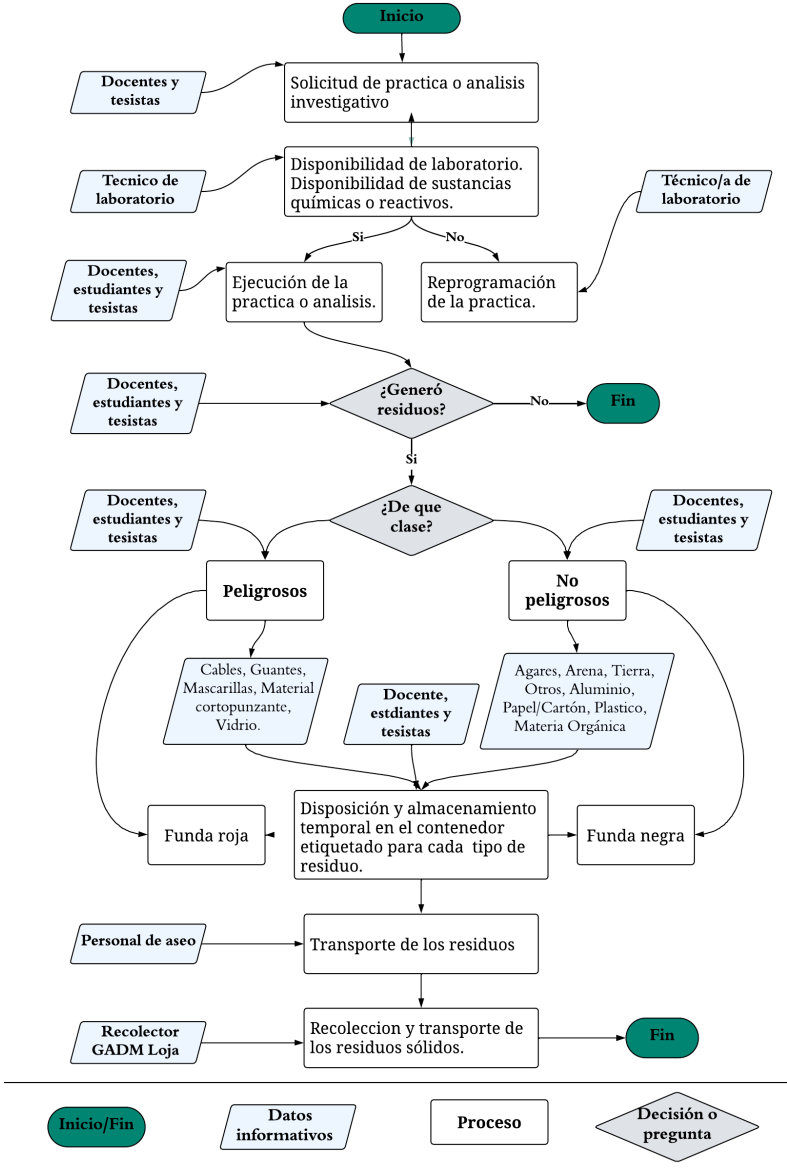 Inicio
Docentes y
tesistas
Solicitud de practica o analisis
investigativo
Tecnico de
laboratorio
Disponibilidad de laboratorio.
Disponibilidad de sustancias
químicas o reactivos.
Técnico/a de
laboratorio
Si
No
Docentes,
estudiantes y
tesistas
Ejecución de la
practica o analisis.
Reprogramación
de la practica.
Docentes,
estudiantes y
tesistas
¿Generó
residuos?
No
Fin
Si
Docentes,
estudiantes y
tesistas
¿De que
clase?
Docentes,
estudiantes y
tesistas
Peligrosos
No
peligrosos
Cables, Guantes,
Mascarillas, Material
cortopunzante,
Vidrio.
Docente,
estdiantes y
tesistas
Agares, Arena, Tierra,
Otros, Aluminio,
Papel/Cartón, Plastico,
Materia Orgánica
Funda roja
Disposición y almacenamiento
temporal en el contenedor
etiquetado para cada tipo de
residuo.
Funda negra
Personal de aseo
Transporte de los residuos
Recolector
GADM Loja
Recoleccion y transporte de
los residuos sólidos.
Fin
Inicio/Fin
Datos
informativos
Proceso
Decisión o
pregunta